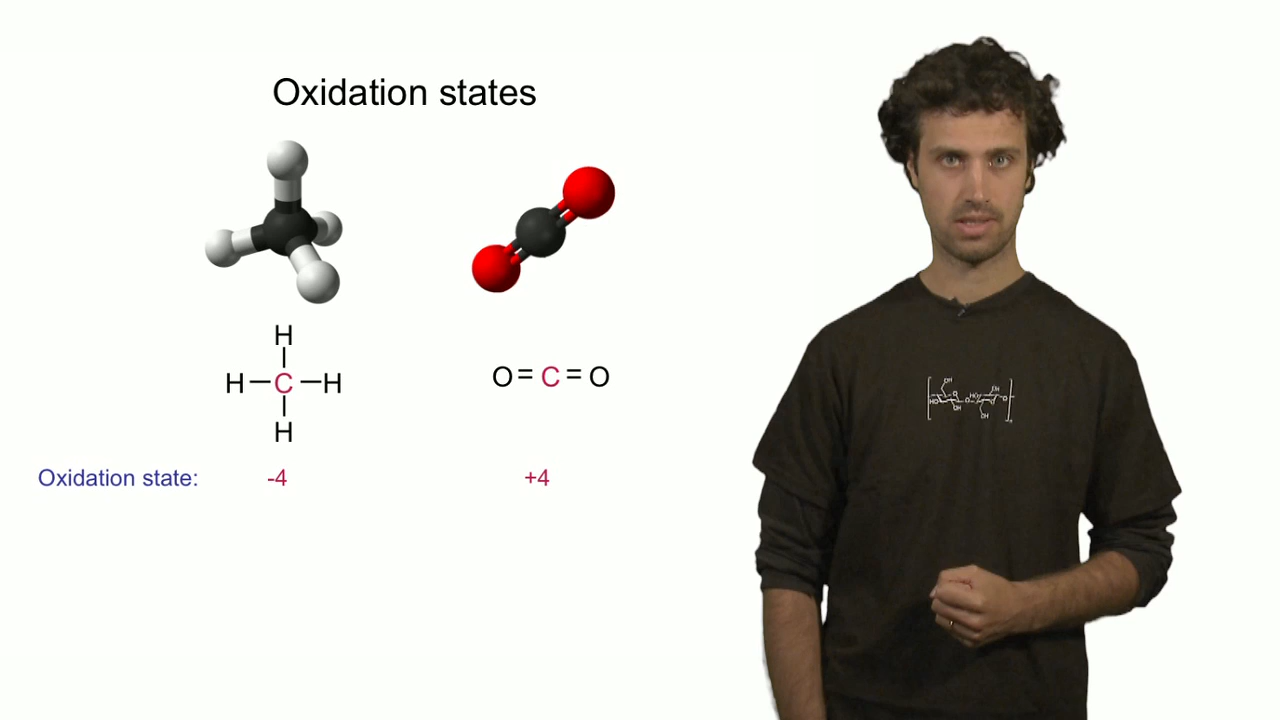 Oxidation states
H
H—C—H
H
O=C=O
Oxidation state: -4 +4